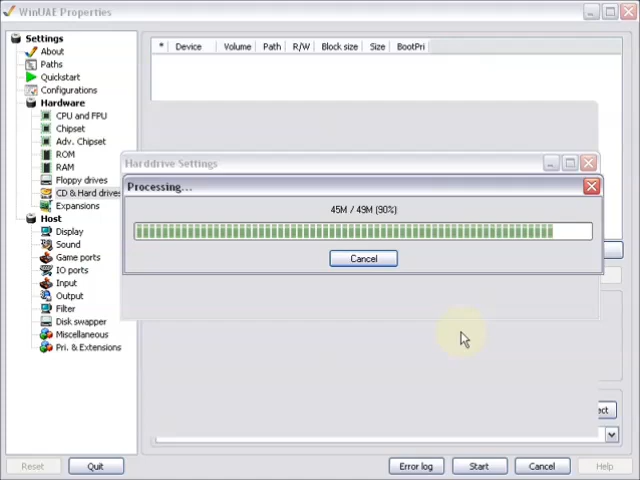 WinUAE Properties
Settings
About
Paths
Quickstart
Configurations
Hardware
CPU and FPU
Chipset
Adv. Chipset
ROM
RAM
Floppy drives
CD & Hard drives
Expansions
Host
Display
Sound
Game ports
IO ports
Input
Output
Filter
Disk swapper
Miscellaneous
Pri. & Extensions
* Device Volume Path R/W Block size Size BootPri
Harddrive Settings
Processing...
45M / 49M (90%)
Cancel
ect
Reset Quit Error log Start Cancel Help